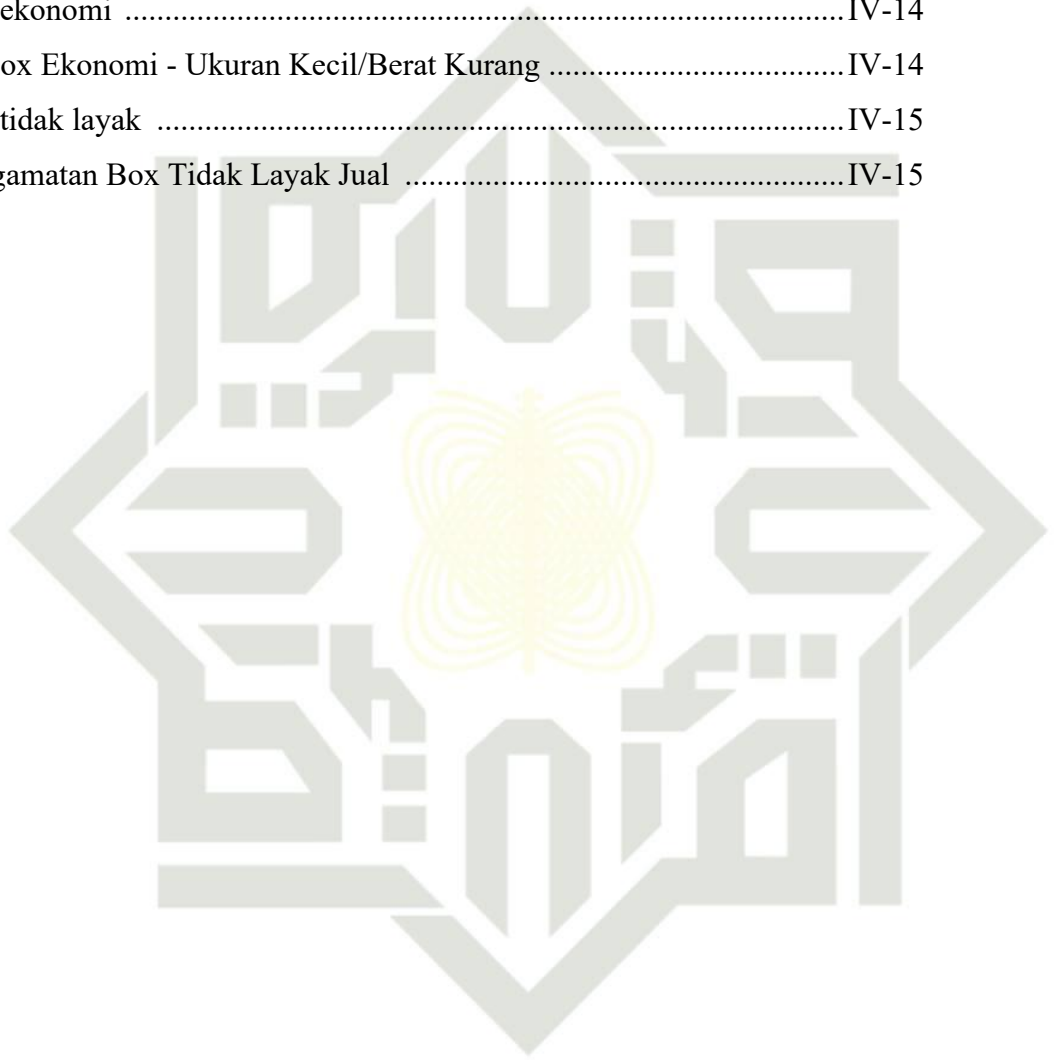 ekonomi ........................................................................................IV-14
ox Ekonomi - Ukuran Kecil/Berat Kurang ....................................IV-14
tidak layak ....................................................................................IV-15
gamatan Box Tidak Layak Jual ......................................................IV-15